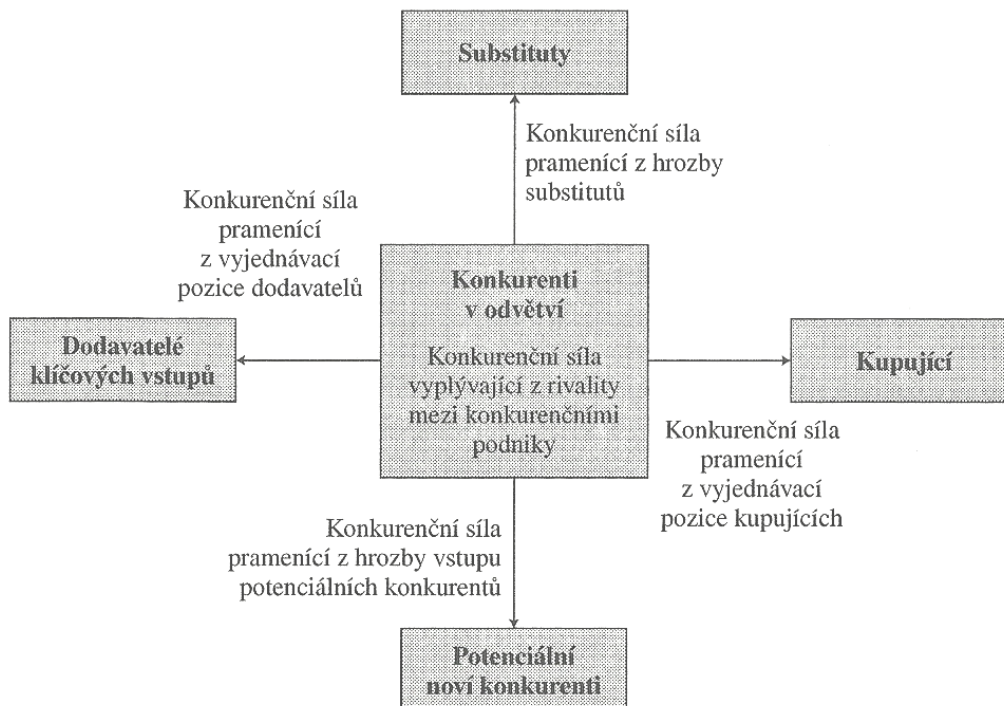 Substituty
Konkurenční síla
pramenící z hrozby
substitutů
Konkurenční síla
pramenící
z vyjednávací
pozice dodavatelů
Konkurenti
v odvětví
Konkurenční síla
vyplývající z rivality
mezi konkurenčními
podniky
Dodavatelé
klíčových vstupů
Kupující
Konkurenční síla
pramenící
z vyjednávací
pozice kupujících
Konkurenční síla
pramenící z hrozby vstupu
potenciálních konkurentů
Potenciální
noví konkurenti